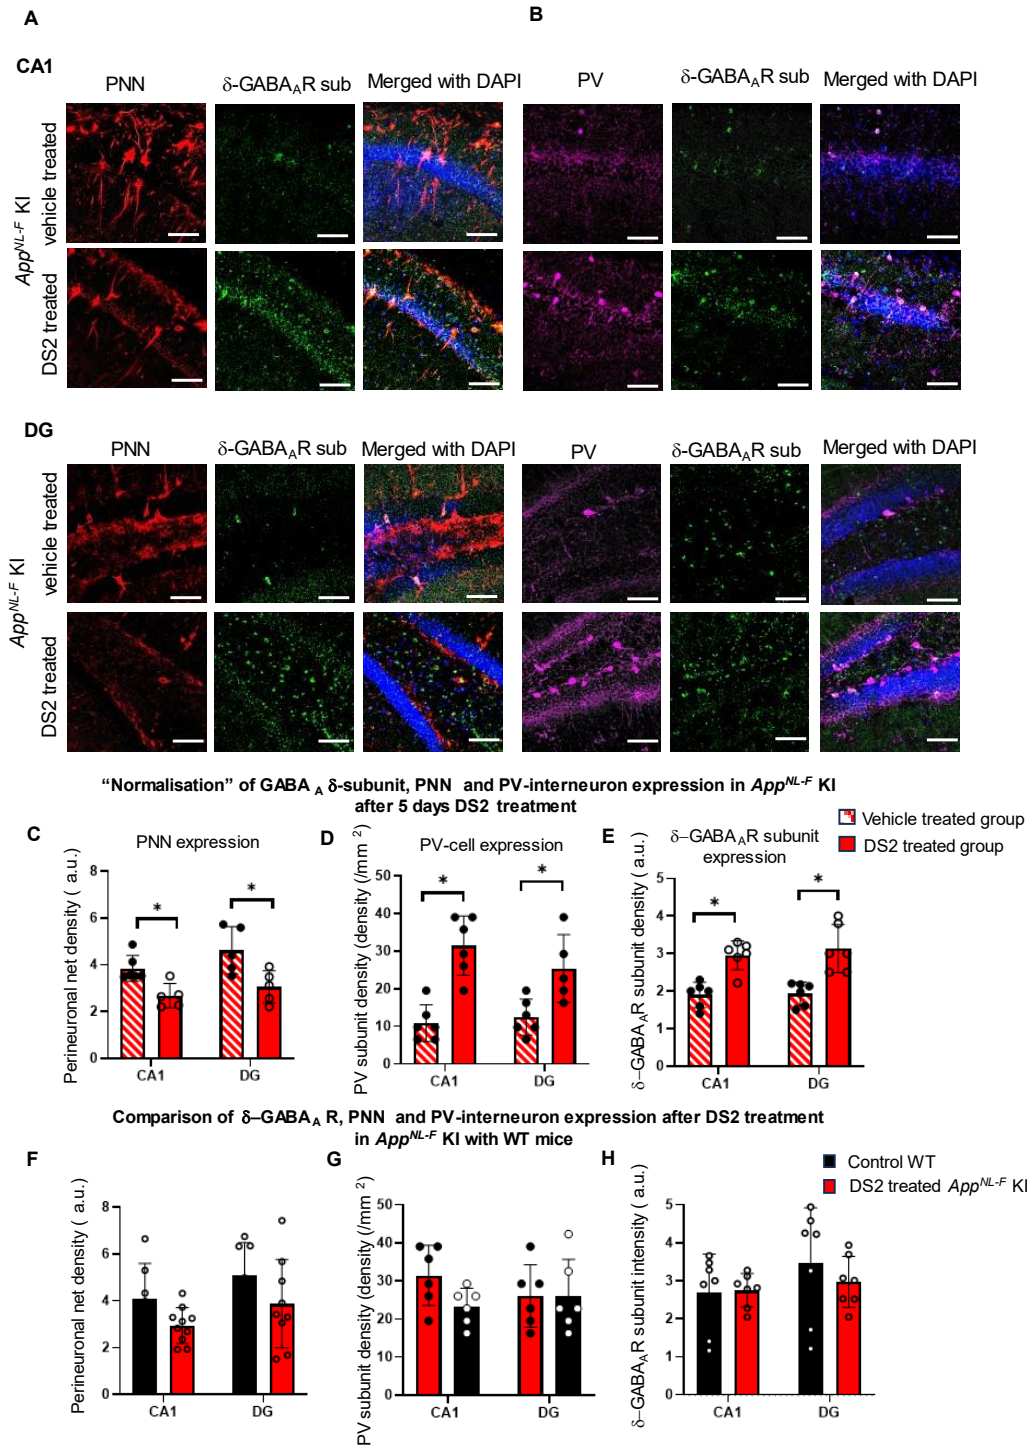 A
B
CA1
PNN
δ-GABAAR sub
Merged with DAPI
PV
δ-GABAAR sub
Merged with DAPI
AppNL-F KI
vehicle treated
DS2 treated
DG
PNN
δ-GABAAR sub
Merged with DAPI
PV
δ-GABAAR sub
Merged with DAPI
AppNL-F KI
vehicle treated
DS2 treated
“Normalisation” of GABA A δ-subunit, PNN and PV-interneuron expression in AppNL-F KI
after 5 days DS2 treatment
Vehicle treated group
DS2 treated group
C
PNN expression
Perineuronal net density ( a.u.)
8
6
4
2
0
*
*
CA1
DG
D
PV-cell expression
PV subunit density (density (/mm 2)
50
40
30
20
10
0
*
*
CA1
DG
E
δ–GABAAR subunit
expression
δ–GABAAR subunit density (a.u.)
5
4
3
2
1
0
*
*
CA1
DG
Comparison of δ–GABAA R, PNN and PV-interneuron expression after DS2 treatment
in AppNL-F KI with WT mice
Control WT
DS2 treated AppNL-F KI
F
Perineuronal net density ( a.u.)
8
6
4
2
0
CA1
DG
G
PV subunit density (density (/mm 2)
50
40
30
20
10
0
CA1
DG
H
δ–GABAAR subunit intensity (a.u.)
5
4
3
2
1
0
CA1
DG